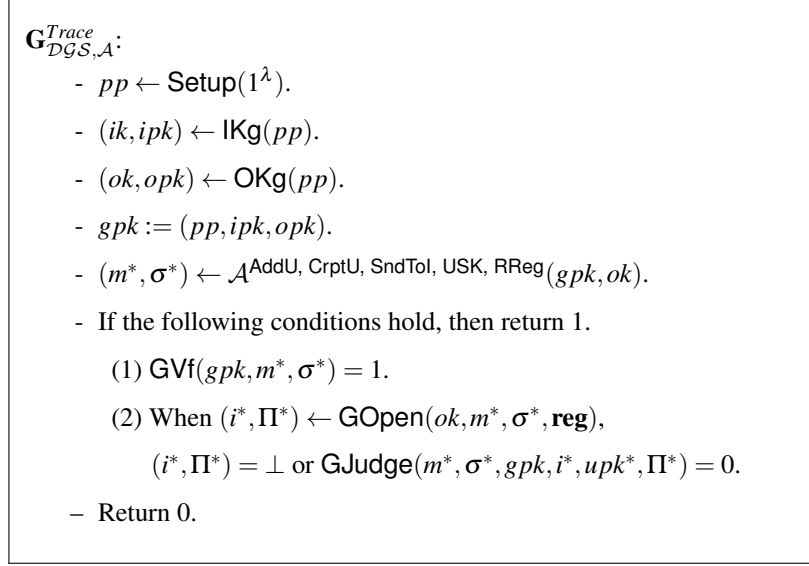 G^{Trace}_{DGS,A}:
- pp ← Setup(1^λ).
- (ik, ipk) ← IKg(pp).
- (ok, opk) ← OKg(pp).
- gpk := (pp, ipk, opk).
- (m*, σ*) ← A^{AddU, CrptU, SndToI, USK, RReg}(gpk, ok).
- If the following conditions hold, then return 1.
(1) GVf(gpk, m*, σ*) = 1.
(2) When (i*, Π*) ← GOpen(ok, m*, σ*, reg),
(i*, Π*) = ⊥ or GJudge(m*, σ*, gpk, i*, upk*, Π*) = 0.
– Return 0.